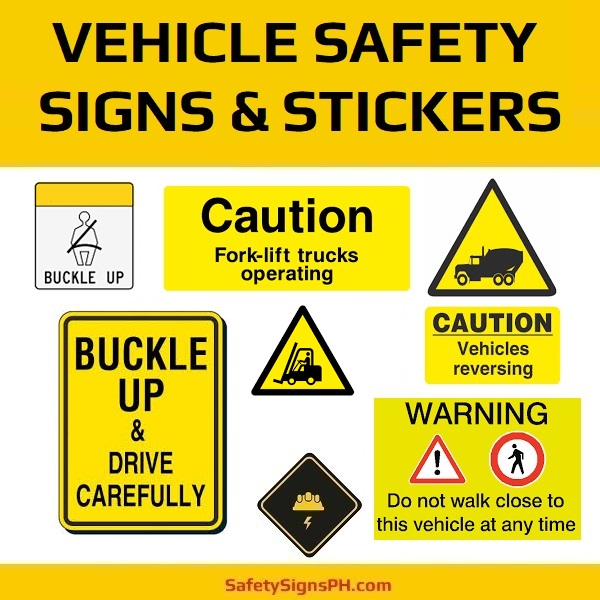 VEHICLE SAFETY
SIGNS & STICKERS
BUCKLE UP
Caution
Fork-lift trucks
operating
CAUTION
Vehicles
reversing
BUCKLE
UP
&
DRIVE
CAREFULLY
WARNING
!
Do not walk close to
this vehicle at any time
SafetySignsPH.com